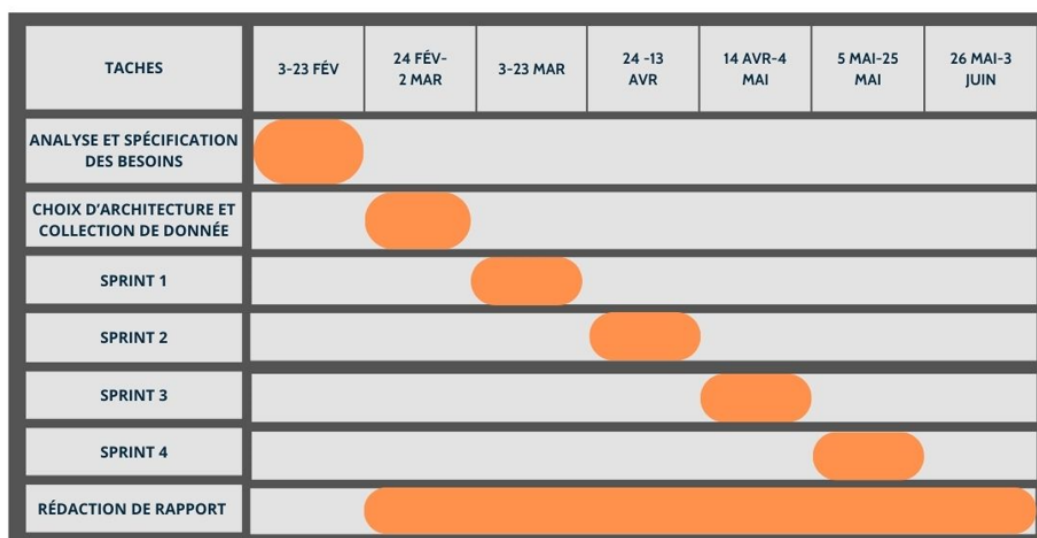 TACHES
3-23 FÉV
24 FÉV-
2 MAR
3-23 MAR
24 -13
AVR
14 AVR-4
MAI
5 MAI-25
MAI
26 MAI-3
JUIN
ANALYSE ET SPÉCIFICATION
DES BESOINS
CHOIX D'ARCHITECTURE ET
COLLECTION DE DONNÉE
SPRINT 1
SPRINT 2
SPRINT 3
SPRINT 4
RÉDACTION DE RAPPORT